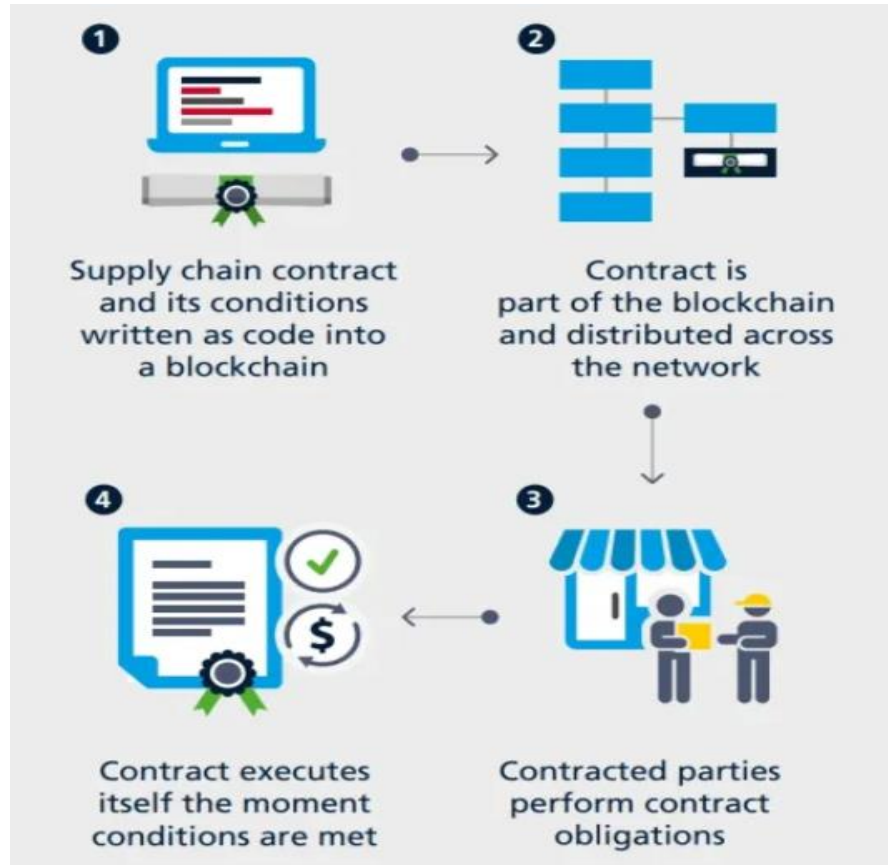 1
Supply chain contract
and its conditions
written as code into
a blockchain
2
Contract is
part of the blockchain
and distributed across
the network
3
Contracted parties
perform contract
obligations
4
$
Contract executes
itself the moment
conditions are met